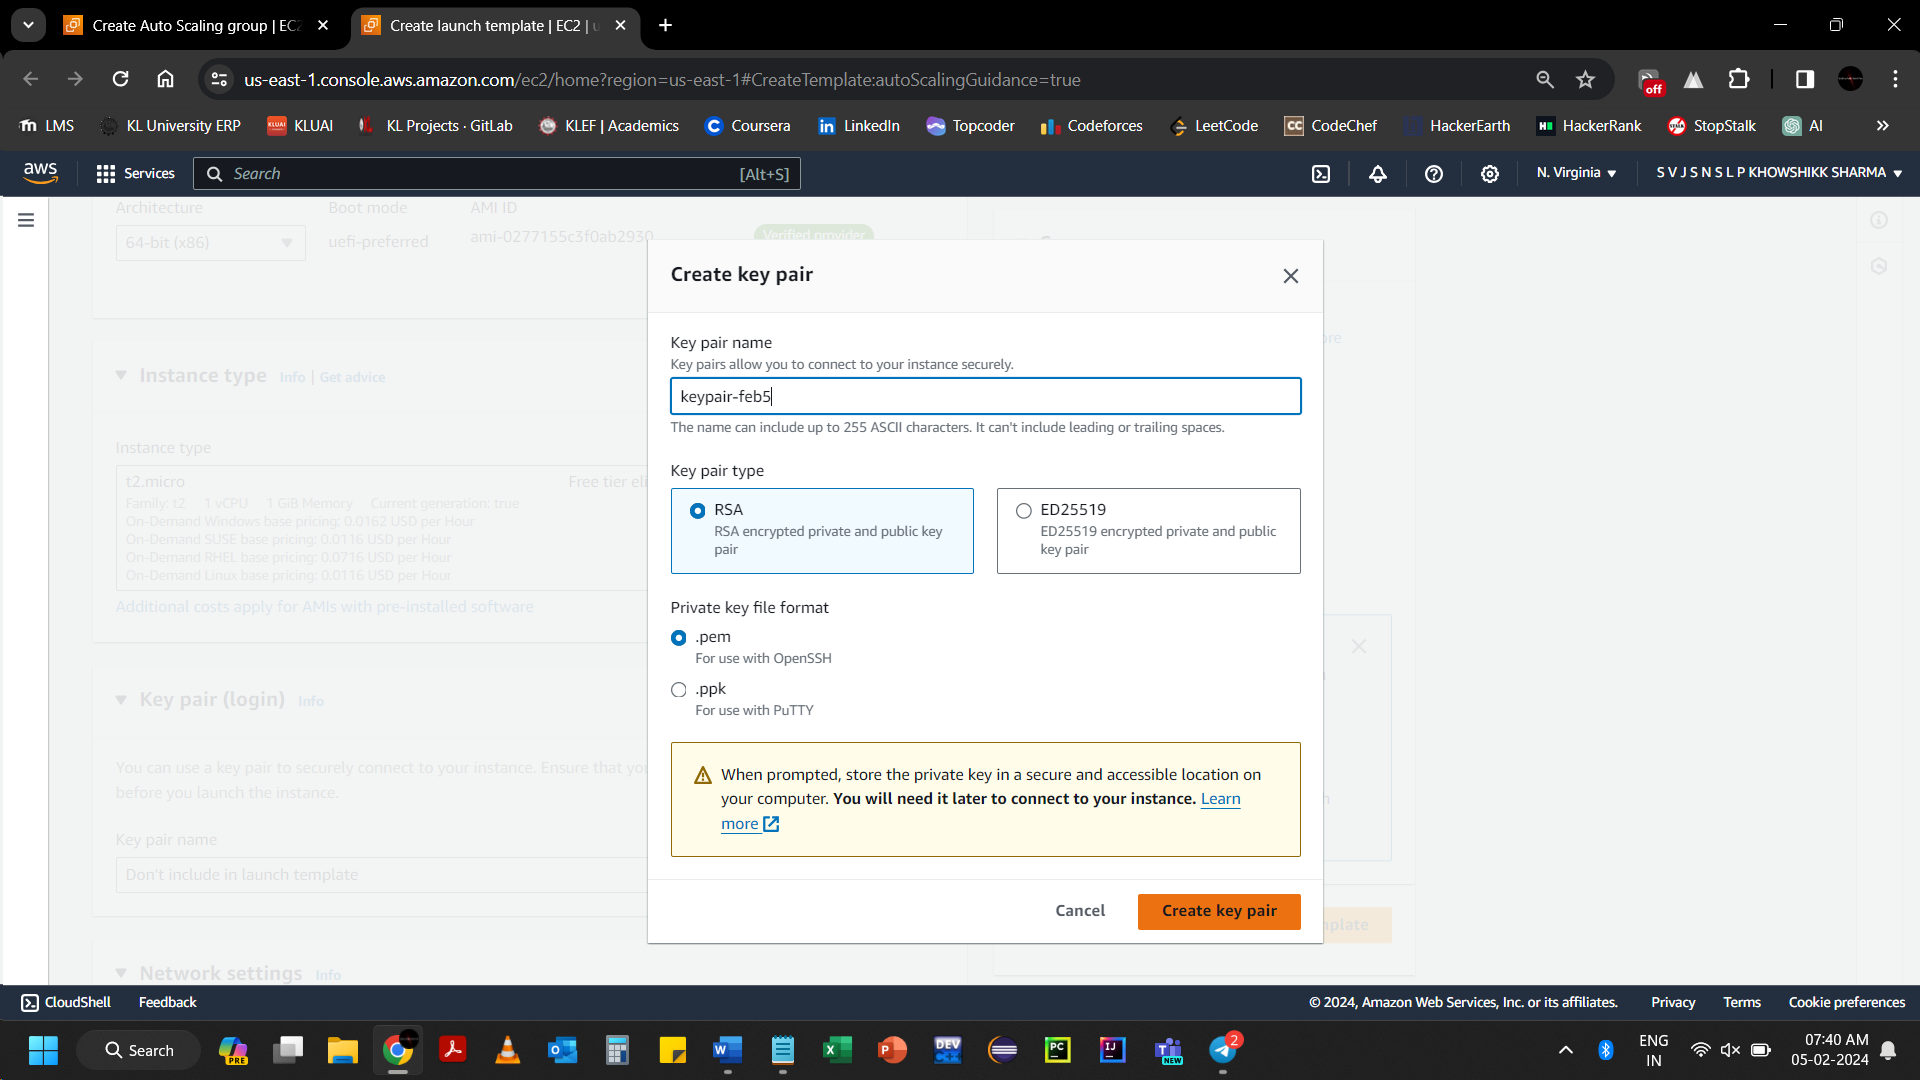 Create Auto Scaling group | EC2
Create launch template | EC2 | u
us-east-1.console.aws.amazon.com/ec2/home?region=us-east-1#CreateTemplate:autoScalingGuidance=true
off
LMS
KL University ERP
KLUAI
KL Projects · GitLab
KLEF | Academics
Coursera
LinkedIn
Topcoder
Codeforces
LeetCode
CodeChef
HackerEarth
HackerRank
StopStalk
AI
aws
Services
Search
[Alt+S]
N. Virginia
S V J S N S L P KHOWSHIKK SHARMA
Architecture
Boot mode
AMI ID
64-bit (x86)
uefi-preferred
ami-0277155c3f0ab2930
Verified provider
Instance type
Info | Get advice
Instance type
t2.micro
Free tier eli
Family: t2 1 vCPU 1 GiB Memory Current generation: true
On-Demand Windows base pricing: 0.0162 USD per Hour
On-Demand SUSE base pricing: 0.0116 USD per Hour
On-Demand RHEL base pricing: 0.0716 USD per Hour
On-Demand Linux base pricing: 0.0116 USD per Hour
Additional costs apply for AMIs with pre-installed software
Key pair (login) Info
You can use a key pair to securely connect to your instance. Ensure that you
before you launch the instance.
Key pair name
Don't include in launch template
Network settings Info
Create key pair
Key pair name
Key pairs allow you to connect to your instance securely.
keypair-feb5
The name can include up to 255 ASCII characters. It can't include leading or trailing spaces.
Key pair type
RSA
RSA encrypted private and public key
pair
ED25519
ED25519 encrypted private and public
key pair
Private key file format
.pem
For use with OpenSSH
.ppk
For use with PuTTY
When prompted, store the private key in a secure and accessible location on
your computer. You will need it later to connect to your instance. Learn
more
Cancel
Create key pair
ore
mplate
CloudShell
Feedback
© 2024, Amazon Web Services, Inc. or its affiliates.
Privacy
Terms
Cookie preferences
Search
PRE
DEV
C++
PC
IJ
NEW
2
ENG
IN
07:40 AM
05-02-2024